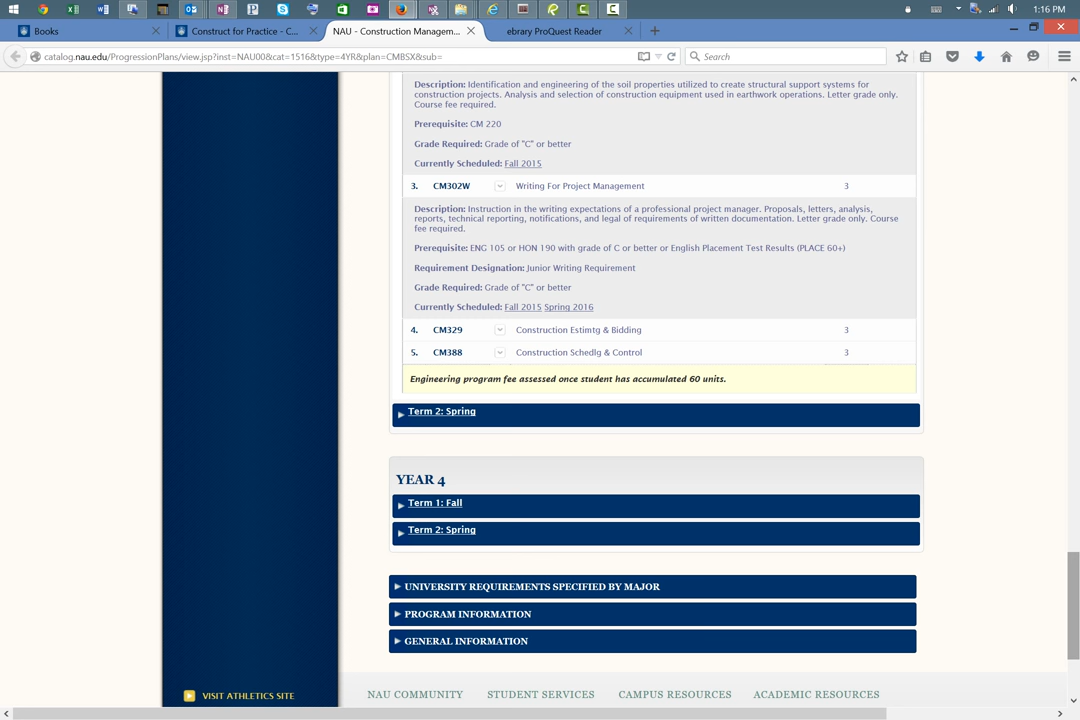 1:16 PM
Books
Construct for Practice - C...
NAU - Construction Managem...
ebrary ProQuest Reader
catalog.nau.edu/ProgressionPlans/view.jsp?inst=NAU00&cat=1516&type=4YR&plan=CMBSX&sub=
Search
Description: Identification and engineering of the soil properties utilized to create structural support systems for
construction projects. Analysis and selection of construction equipment used in earthwork operations. Letter grade only.
Course fee required.
Prerequisite: CM 220
Grade Required: Grade of "C" or better
Currently Scheduled: Fall 2015
3. CM302W Writing For Project Management 3
Description: Instruction in the writing expectations of a professional project manager. Proposals, letters, analysis,
reports, technical reporting, notifications, and legal of requirements of written documentation. Letter grade only. Course
fee required.
Prerequisite: ENG 105 or HON 190 with grade of C or better or English Placement Test Results (PLACE 60+)
Requirement Designation: Junior Writing Requirement
Grade Required: Grade of "C" or better
Currently Scheduled: Fall 2015 Spring 2016
4. CM329 Construction Estimtg & Bidding 3
5. CM388 Construction Schedlg & Control 3
Engineering program fee assessed once student has accumulated 60 units.
Term 2: Spring
YEAR 4
Term 1: Fall
Term 2: Spring
UNIVERSITY REQUIREMENTS SPECIFIED BY MAJOR
PROGRAM INFORMATION
GENERAL INFORMATION
VISIT ATHLETICS SITE
NAU COMMUNITY STUDENT SERVICES CAMPUS RESOURCES ACADEMIC RESOURCES